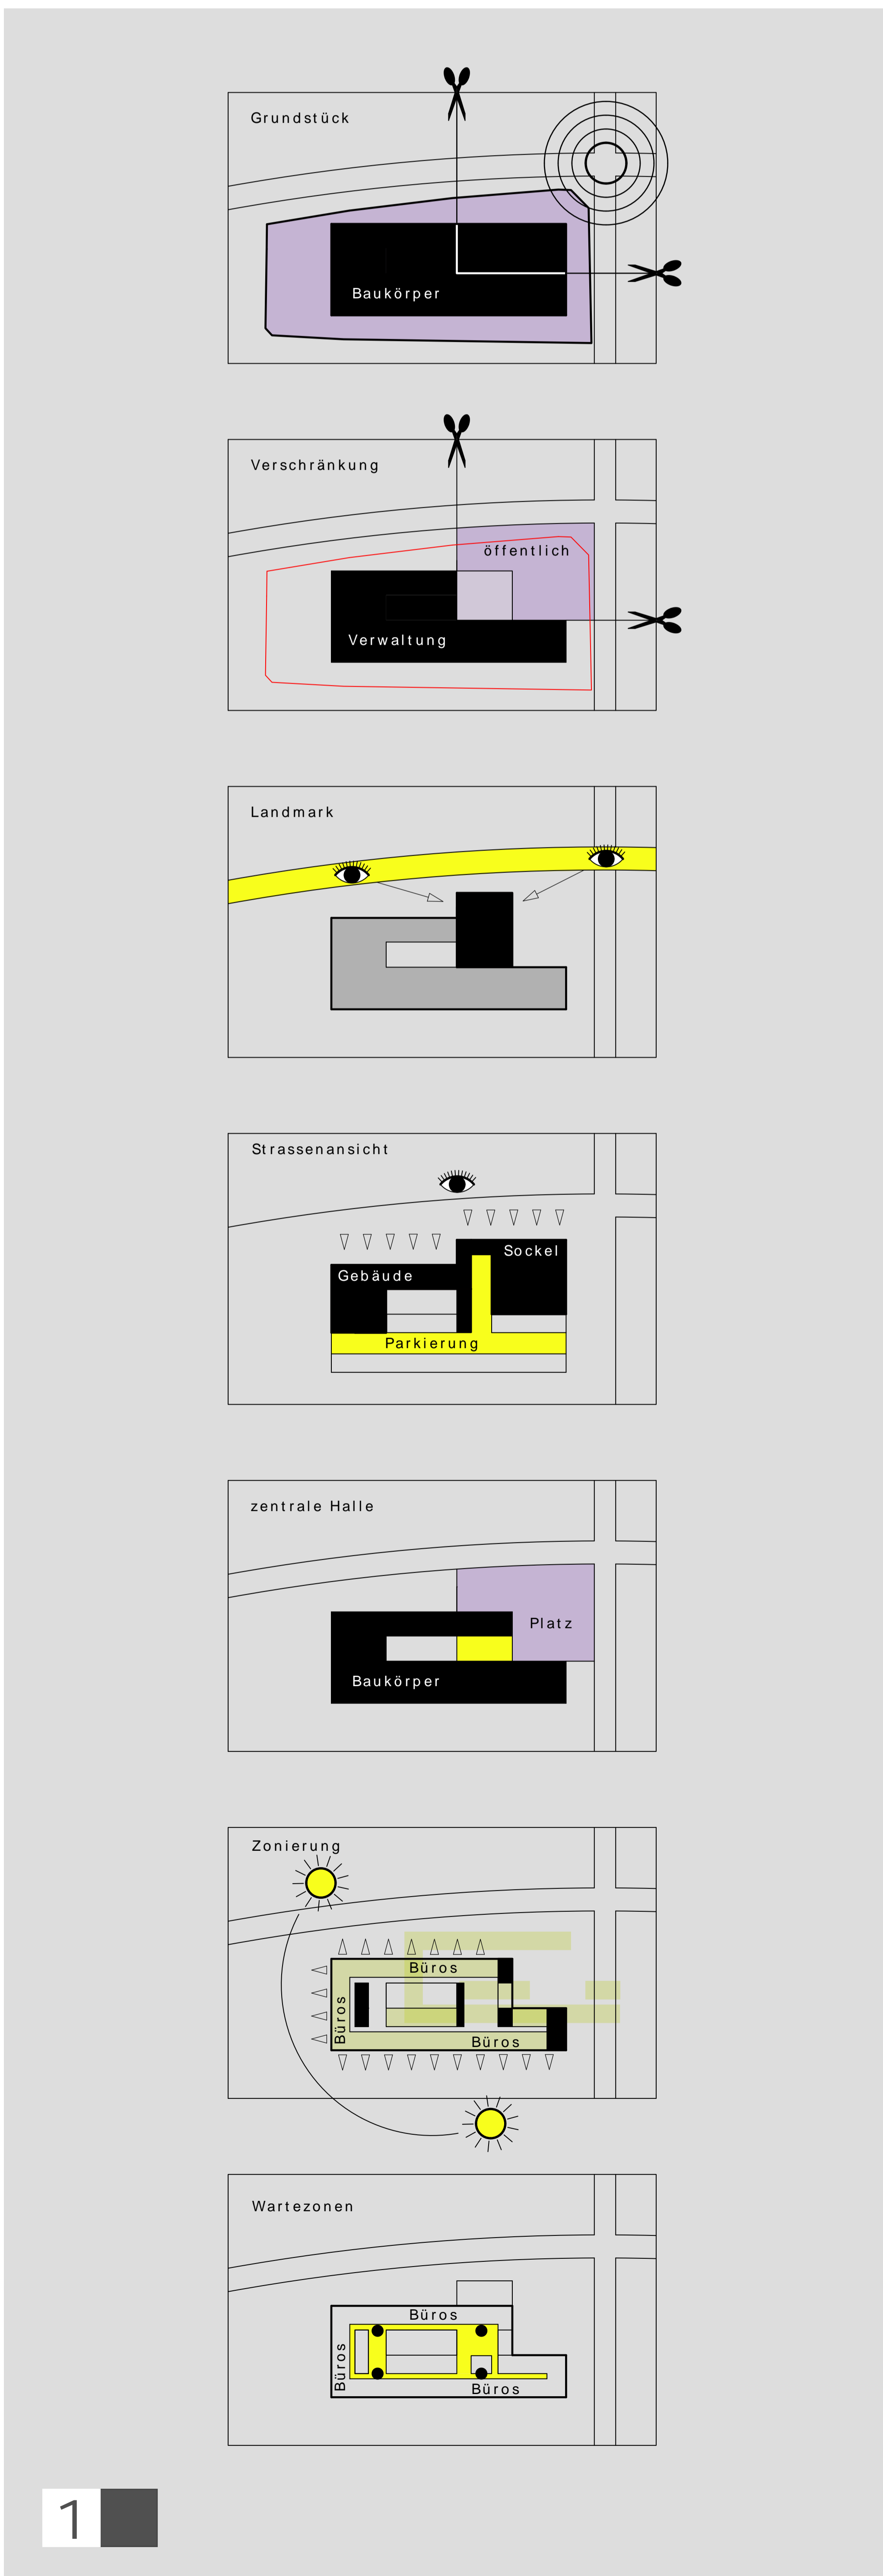 Grundstück
Baukörper
Verschränkung
öffentlich
Verwaltung
Landmark
Strassenansicht
Sockel
Gebäude
Parkierung
zentrale Halle
Platz
Baukörper
Zonierung
Büros
Büros
Büros
Wartezonen
Büros
Büros
Büros
1